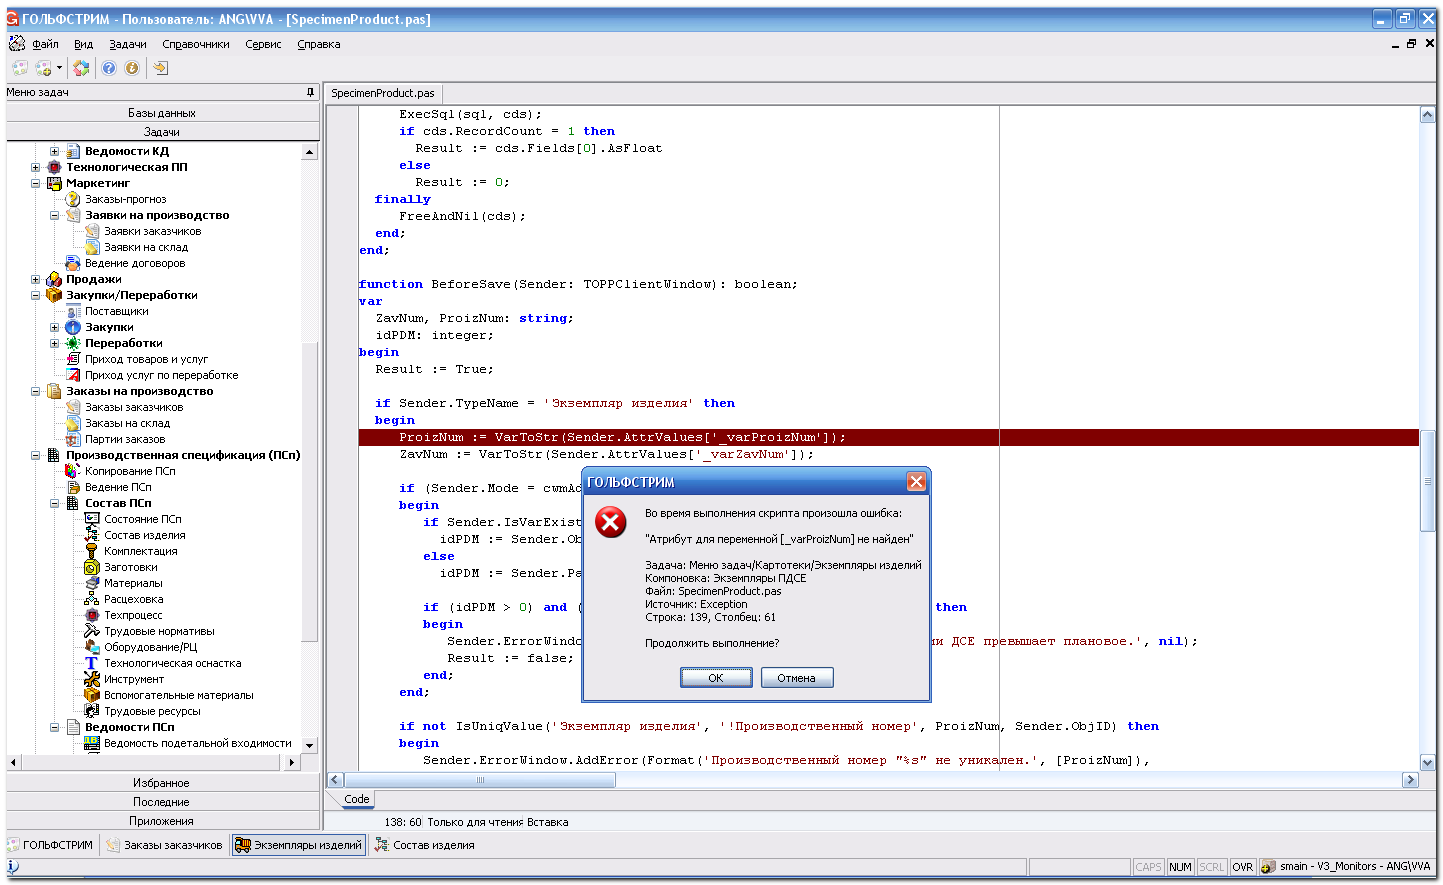 ГОЛЬФСТРИМ - Пользователь: ANG\VVA - [SpecimenProduct.pas]
Файл Вид Задачи Справочники Сервис Справка
Меню задач
Базы данных
Задачи
Ведомости КД
Технологическая ПП
Маркетинг
Заказы-прогноз
Заявки на производство
Заявки заказчиков
Заявки на склад
Ведение договоров
Продажи
Закупки/Переработки
Поставщики
Закупки
Переработки
Приход товаров и услуг
Приход услуг по переработке
Заказы на производство
Заказы заказчиков
Заказы на склад
Партии заказов
Производственная спецификация (ПСп)
Копирование ПСп
Ведение ПСп
Состав ПСп
Состояние ПСп
Состав изделия
Комплектация
Заготовки
Материалы
Расцеховка
Техпроцесс
Трудовые нормативы
Оборудование/РЦ
Технологическая оснастка
Инструмент
Вспомогательные материалы
Трудовые ресурсы
Ведомости ПСп
Ведомость подетальной входимости
Избранное
Последние
Приложения
SpecimenProduct.pas
ExecSql(sql, cds);
if cds.RecordCount = 1 then
Result := cds.Fields[0].AsFloat
else
Result := 0;
finally
FreeAndNil(cds);
end;
end;
function BeforeSave(Sender: TOPPClientWindow): boolean;
var
ZavNum, ProizNum: string;
idPDM: integer;
begin
Result := True;
if Sender.TypeName = 'Экземпляр изделия' then
begin
ProizNum := VarToStr(Sender.AttrValues['_varProizNum']);
ZavNum := VarToStr(Sender.AttrValues['_varZavNum']);
if (Sender.Mode = cwmAd
begin
if Sender.IsVarExist
idPDM := Sender.Ob
else
idPDM := Sender.Pa
if (idPDM > 0) and ( then
begin
Sender.ErrorWindo ии ДСЕ превышает плановое.', nil);
Result := false;
end;
end;
if not IsUniqValue('Экземпляр изделия', '!Производственный номер', ProizNum, Sender.ObjID) then
begin
Sender.ErrorWindow.AddError(Format('Производственный номер "%s" не уникален.', [ProizNum]),
ГОЛЬФСТРИМ
Во время выполнения скрипта произошла ошибка:
"Атрибут для переменной [_varProizNum] не найден"
Задача: Меню задач/Картотеки/Экземпляры изделий
Компоновка: Экземпляры ПДСЕ
Файл: SpecimenProduct.pas
Источник: Exception
Строка: 139, Столбец: 61
Продолжить выполнение?
OK Отмена
Code
138: 60 Только для чтения Вставка
ГОЛЬФСТРИМ Заказы заказчиков Экземпляры изделий Состав изделия
CAPS NUM SCRL OVR smain - V3_Monitors - ANG\VVA